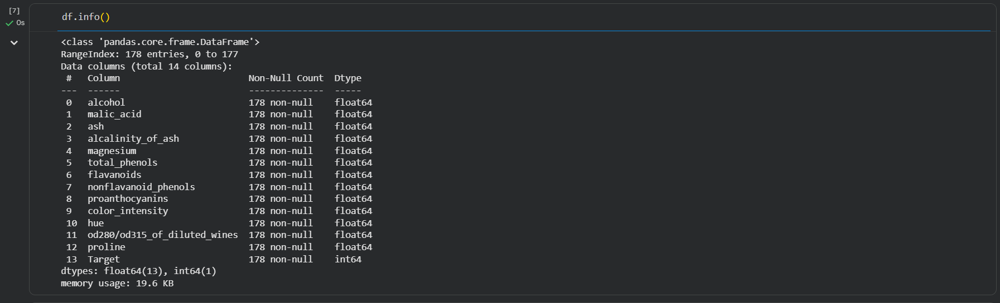 [7]
0s
df.info()
<class 'pandas.core.frame.DataFrame'>
RangeIndex: 178 entries, 0 to 177
Data columns (total 14 columns):
 #   Column                        Non-Null Count  Dtype
---  ------                        --------------  -----
 0   alcohol                       178 non-null    float64
 1   malic_acid                    178 non-null    float64
 2   ash                           178 non-null    float64
 3   alcalinity_of_ash             178 non-null    float64
 4   magnesium                     178 non-null    float64
 5   total_phenols                 178 non-null    float64
 6   flavanoids                    178 non-null    float64
 7   nonflavanoid_phenols          178 non-null    float64
 8   proanthocyanins               178 non-null    float64
 9   color_intensity               178 non-null    float64
 10  hue                           178 non-null    float64
 11  od280/od315_of_diluted_wines  178 non-null    float64
 12  proline                       178 non-null    float64
 13  Target                        178 non-null    int64
dtypes: float64(13), int64(1)
memory usage: 19.6 KB